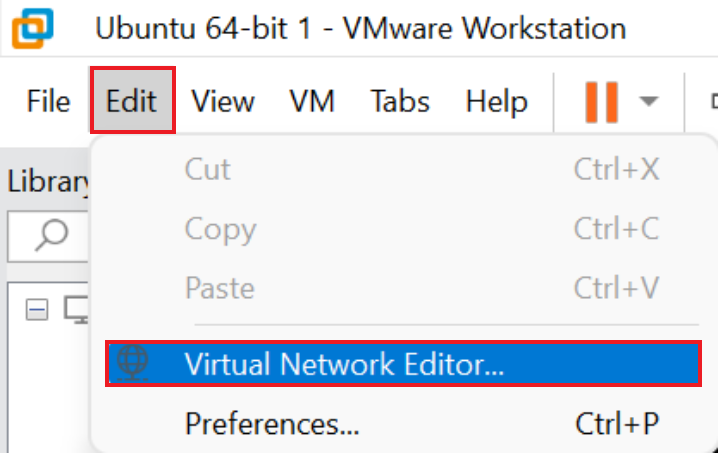 Ubuntu 64-bit 1 - VMware Workstation
File Edit View VM Tabs Help
Library
Cut Ctrl+X
Copy Ctrl+C
Paste Ctrl+V
Virtual Network Editor...
Preferences... Ctrl+P